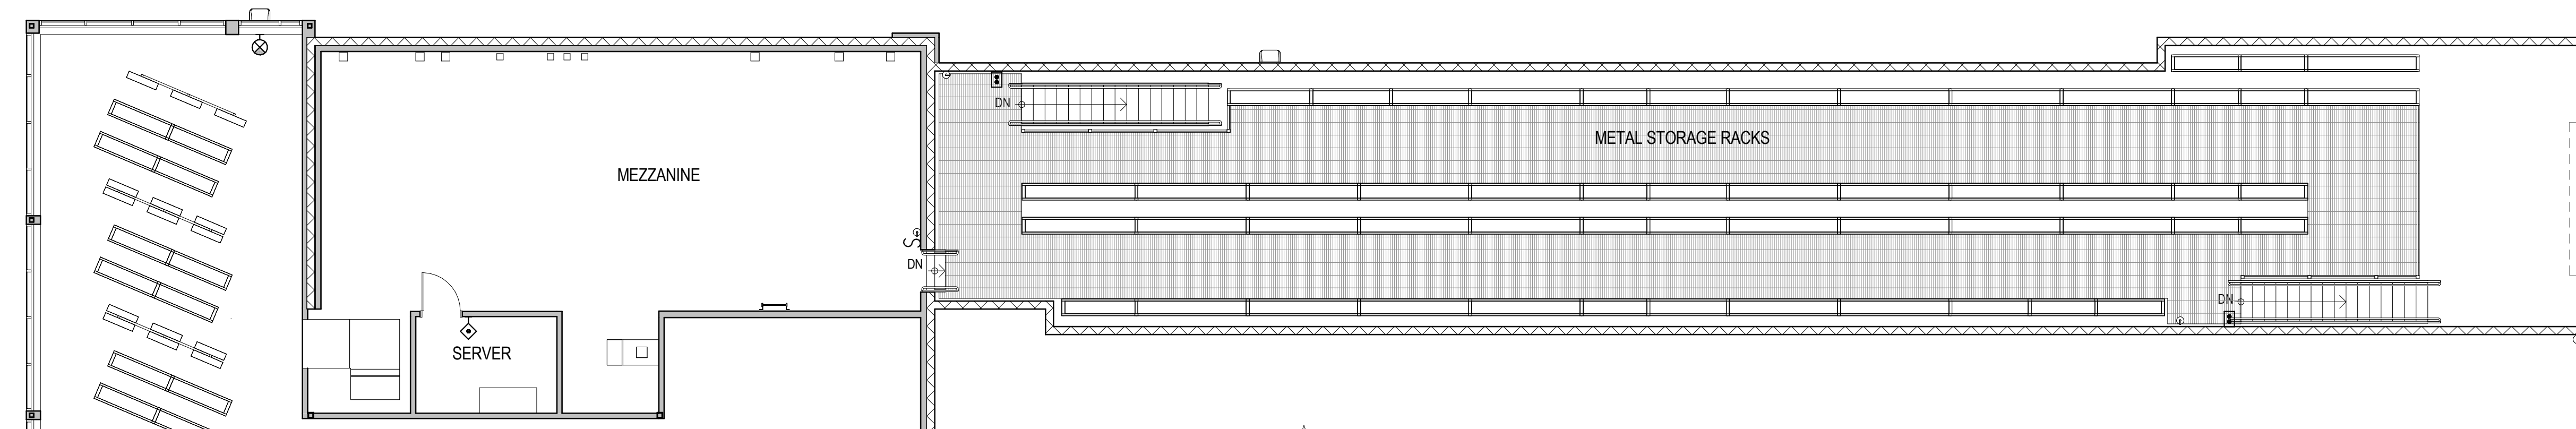 DN
METAL STORAGE RACKS
MEZZANINE
S
DN
DN
SERVER